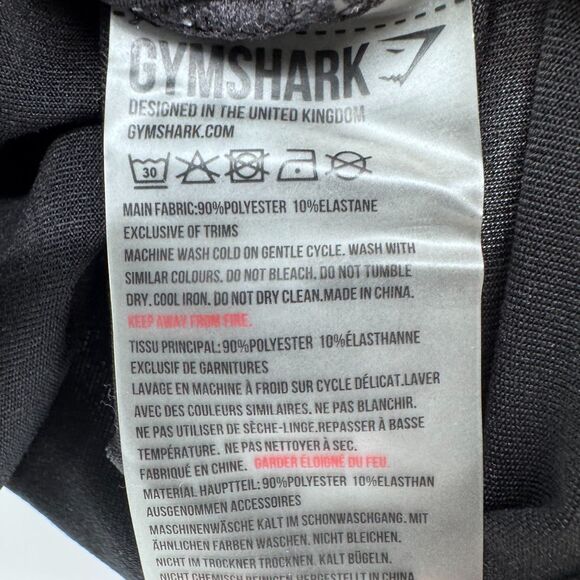 GYMSHARK
DESIGNED IN THE UNITED KINGDOM
GYMSHARK.COM
30
MAIN FABRIC:90%POLYESTER 10%ELASTANE
EXCLUSIVE OF TRIMS
MACHINE WASH COLD ON GENTLE CYCLE. WASH WITH
SIMILAR COLOURS. DO NOT BLEACH. DO NOT TUMBLE
DRY. COOL IRON. DO NOT DRY CLEAN.MADE IN CHINA.
KEEP AWAY FROM FIRE.
TISSU PRINCIPAL:90%POLYESTER 10%ÉLASTHANNE
EXCLUSIF DE GARNITURES
LAVAGE EN MACHINE À FROID SUR CYCLE DÉLICAT.LAVER
AVEC DES COULEURS SIMILAIRES. NE PAS BLANCHIR.
NE PAS UTILISER DE SÈCHE-LINGE.REPASSER À BASSE
TEMPÉRATURE. NE PAS NETTOYER À SEC.
FABRIQUÉ EN CHINE. GARDER ÉLOIGNÉ DU FEU.
MATERIAL HAUPTTEIL:90%POLYESTER 10%ELASTHAN
AUSGENOMMEN ACCESSOIRES
MASCHINENWÄSCHE KALT IM SCHONWASCHGANG. MIT
ÄHNLICHEN FARBEN WASCHEN. NICHT BLEICHEN.
NICHT IM TROCKNER TROCKNEN. KALT BÜGELN.
NICHT CHEMISCH REINIGEN. HERGESTELLT IN CHINA